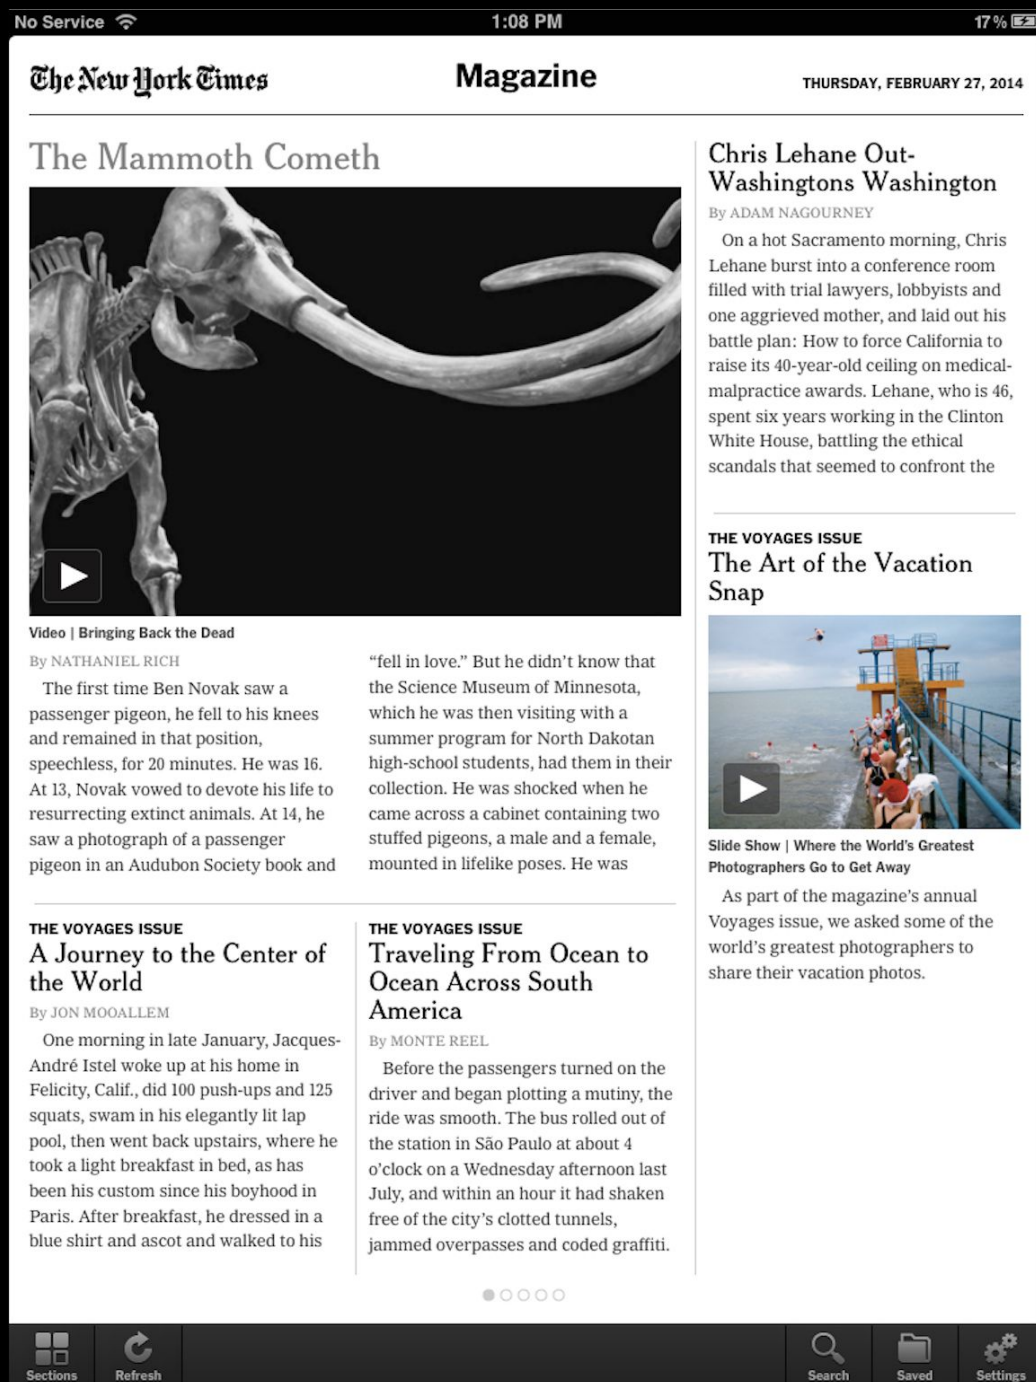 No Service
1:08 PM
17%
The New York Times
Magazine
THURSDAY, FEBRUARY 27, 2014
The Mammoth Cometh
Video | Bringing Back the Dead
By NATHANIEL RICH
The first time Ben Novak saw a
passenger pigeon, he fell to his knees
and remained in that position,
speechless, for 20 minutes. He was 16.
At 13, Novak vowed to devote his life to
resurrecting extinct animals. At 14, he
saw a photograph of a passenger
pigeon in an Audubon Society book and
“fell in love.” But he didn’t know that
the Science Museum of Minnesota,
which he was then visiting with a
summer program for North Dakotan
high-school students, had them in their
collection. He was shocked when he
came across a cabinet containing two
stuffed pigeons, a male and a female,
mounted in lifelike poses. He was
THE VOYAGES ISSUE
A Journey to the Center of
the World
By JON MOOALLEM
One morning in late January, Jacques-
André Istel woke up at his home in
Felicity, Calif., did 100 push-ups and 125
squats, swam in his elegantly lit lap
pool, then went back upstairs, where he
took a light breakfast in bed, as has
been his custom since his boyhood in
Paris. After breakfast, he dressed in a
blue shirt and ascot and walked to his
THE VOYAGES ISSUE
Traveling From Ocean to
Ocean Across South
America
By MONTE REEL
Before the passengers turned on the
driver and began plotting a mutiny, the
ride was smooth. The bus rolled out of
the station in São Paulo at about 4
o’clock on a Wednesday afternoon last
July, and within an hour it had shaken
free of the city’s clotted tunnels,
jammed overpasses and coded graffiti.
Chris Lehane Out-
Washingtons Washington
By ADAM NAGOURNEY
On a hot Sacramento morning, Chris
Lehane burst into a conference room
filled with trial lawyers, lobbyists and
one aggrieved mother, and laid out his
battle plan: How to force California to
raise its 40-year-old ceiling on medical-
malpractice awards. Lehane, who is 46,
spent six years working in the Clinton
White House, battling the ethical
scandals that seemed to confront the
THE VOYAGES ISSUE
The Art of the Vacation
Snap
Slide Show | Where the World’s Greatest
Photographers Go to Get Away
As part of the magazine’s annual
Voyages issue, we asked some of the
world’s greatest photographers to
share their vacation photos.
Sections
Refresh
Search
Saved
Settings